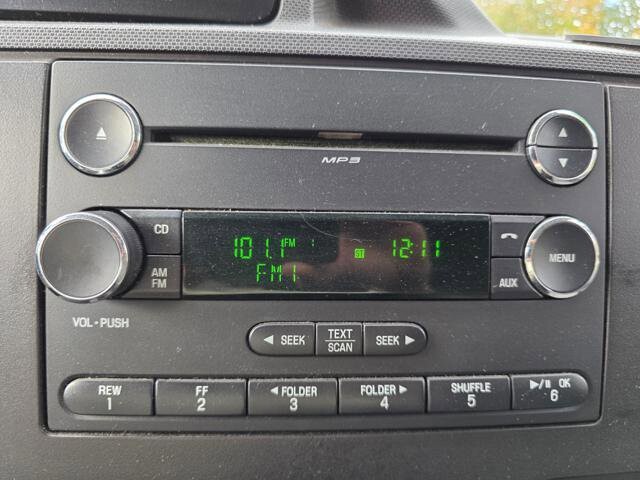 MP3
CD
101.1 FM 1 ST 12:11
FM1
AM
FM
MENU
AUX
VOL•PUSH
◄ SEEK
TEXT
SCAN
SEEK ►
REW
1
FF
2
◄ FOLDER
3
FOLDER ►
4
SHUFFLE
5
►/II OK
6